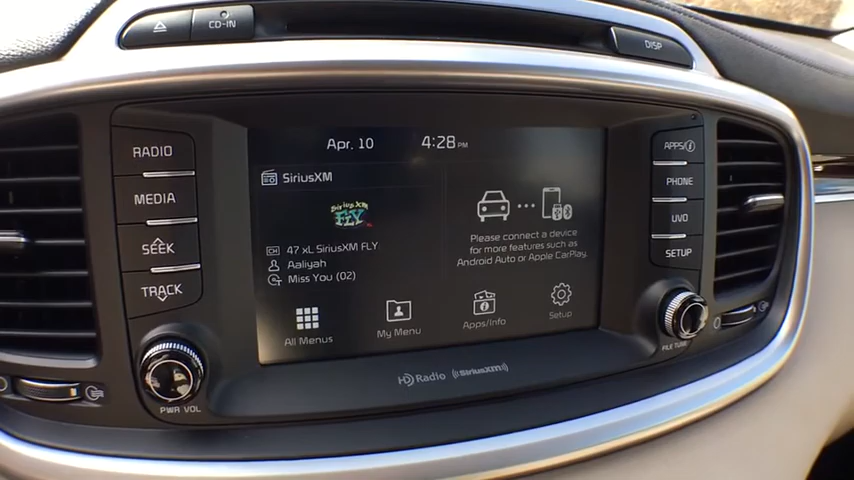 CD-IN
DISP
RADIO
MEDIA
SEEK
TRACK
PWR VOL
Apr. 10
4:28 PM
SiriusXM
SiriusXM
FLY
CH 47 xL SiriusXM FLY
Aaliyah
Miss You (02)
Please connect a device
for more features such as
Android Auto or Apple CarPlay.
All Menus
My Menu
Apps/Info
Setup
HD Radio
((SiriusXM))
APPS/i
PHONE
UVO
SETUP
FILE TUNE